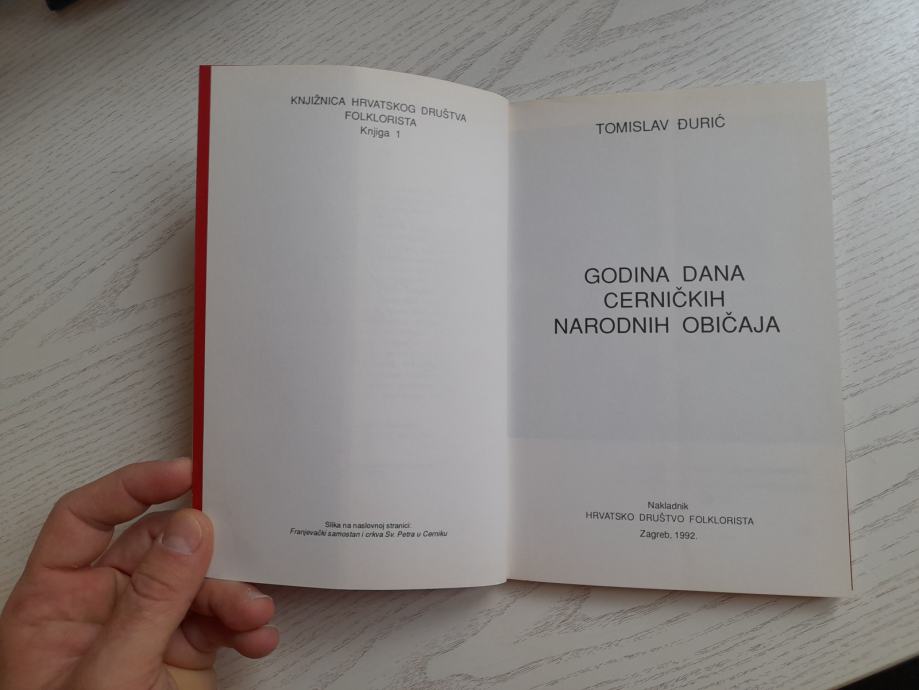 KNJIŽNICA HRVATSKOG DRUŠTVA
FOLKLORISTA
Knjiga 1
Slika na naslovnoj stranici:
Franjevački samostan i crkva Sv. Petra u Cerniku
TOMISLAV ĐURIĆ
GODINA DANA
CERNIČKIH
NARODNIH OBIČAJA
Nakladnik
HRVATSKO DRUŠTVO FOLKLORISTA
Zagreb, 1992.